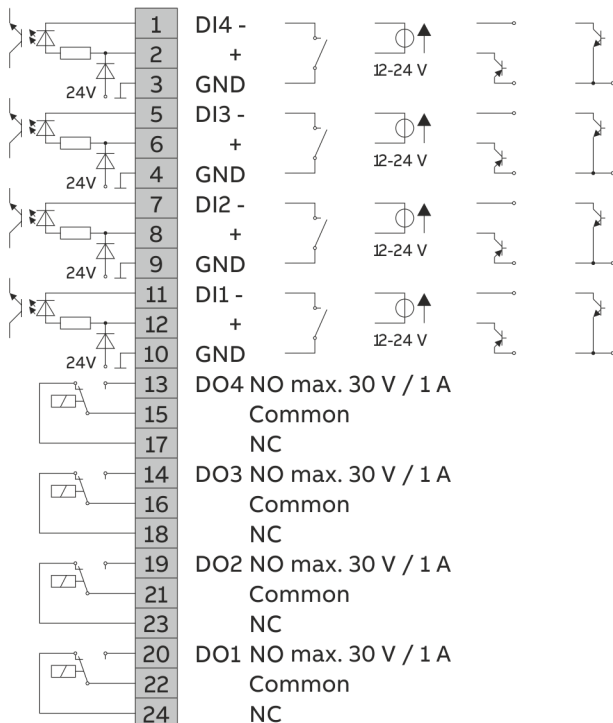 1 DI4 -
2 +
24V 3 GND 12-24 V
5 DI3 -
6 +
24V 4 GND 12-24 V
7 DI2 -
8 +
24V 9 GND 12-24 V
11 DI1 -
12 +
24V 10 GND 12-24 V
13 DO4 NO max. 30 V / 1 A
15 Common
17 NC
14 DO3 NO max. 30 V / 1 A
16 Common
18 NC
19 DO2 NO max. 30 V / 1 A
21 Common
23 NC
20 DO1 NO max. 30 V / 1 A
22 Common
24 NC